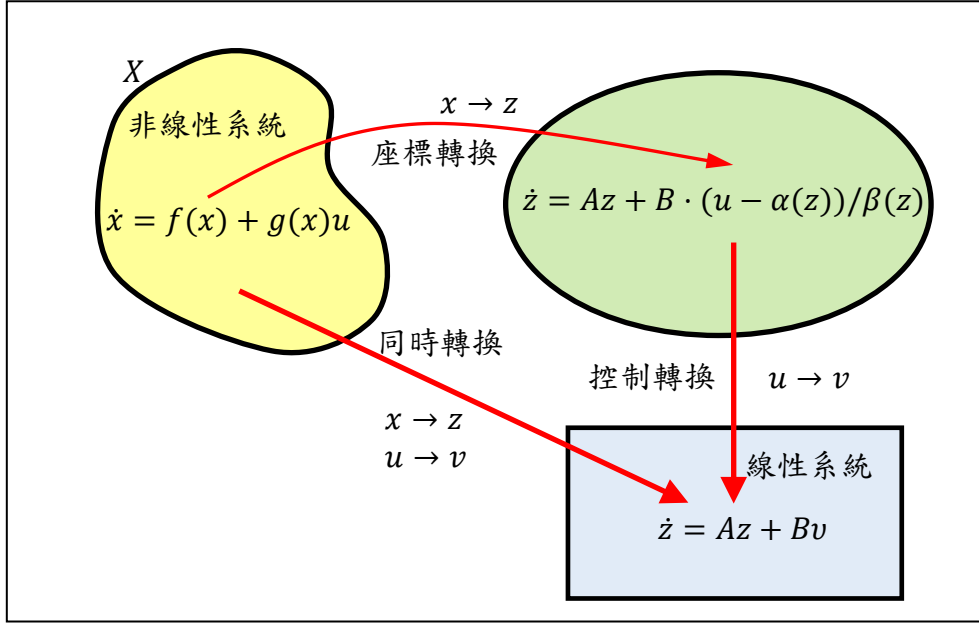 X
非線性系統
ẋ = f(x) + g(x)u
x → z
座標轉換
ż = Az + B · (u − α(z))/β(z)
同時轉換
x → z
u → v
控制轉換
u → v
線性系統
ż = Az + Bυ